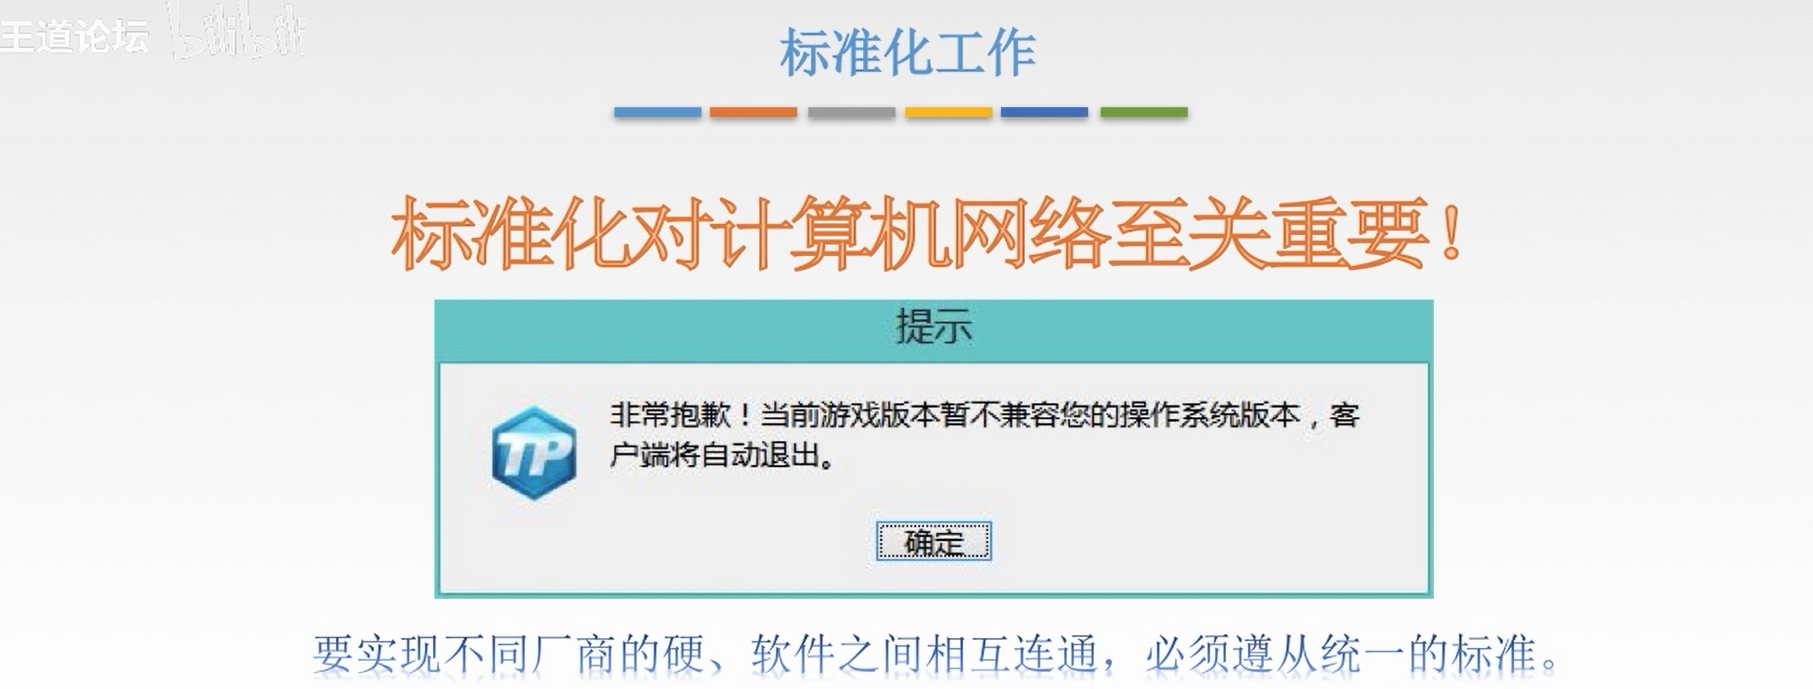 王道论坛 bilibili
标准化工作
标准化对计算机网络至关重要！
提示
TP
非常抱歉！当前游戏版本暂不兼容您的操作系统版本，客
户端将自动退出。
确定
要实现不同厂商的硬、软件之间相互连通，必须遵从统一的标准。